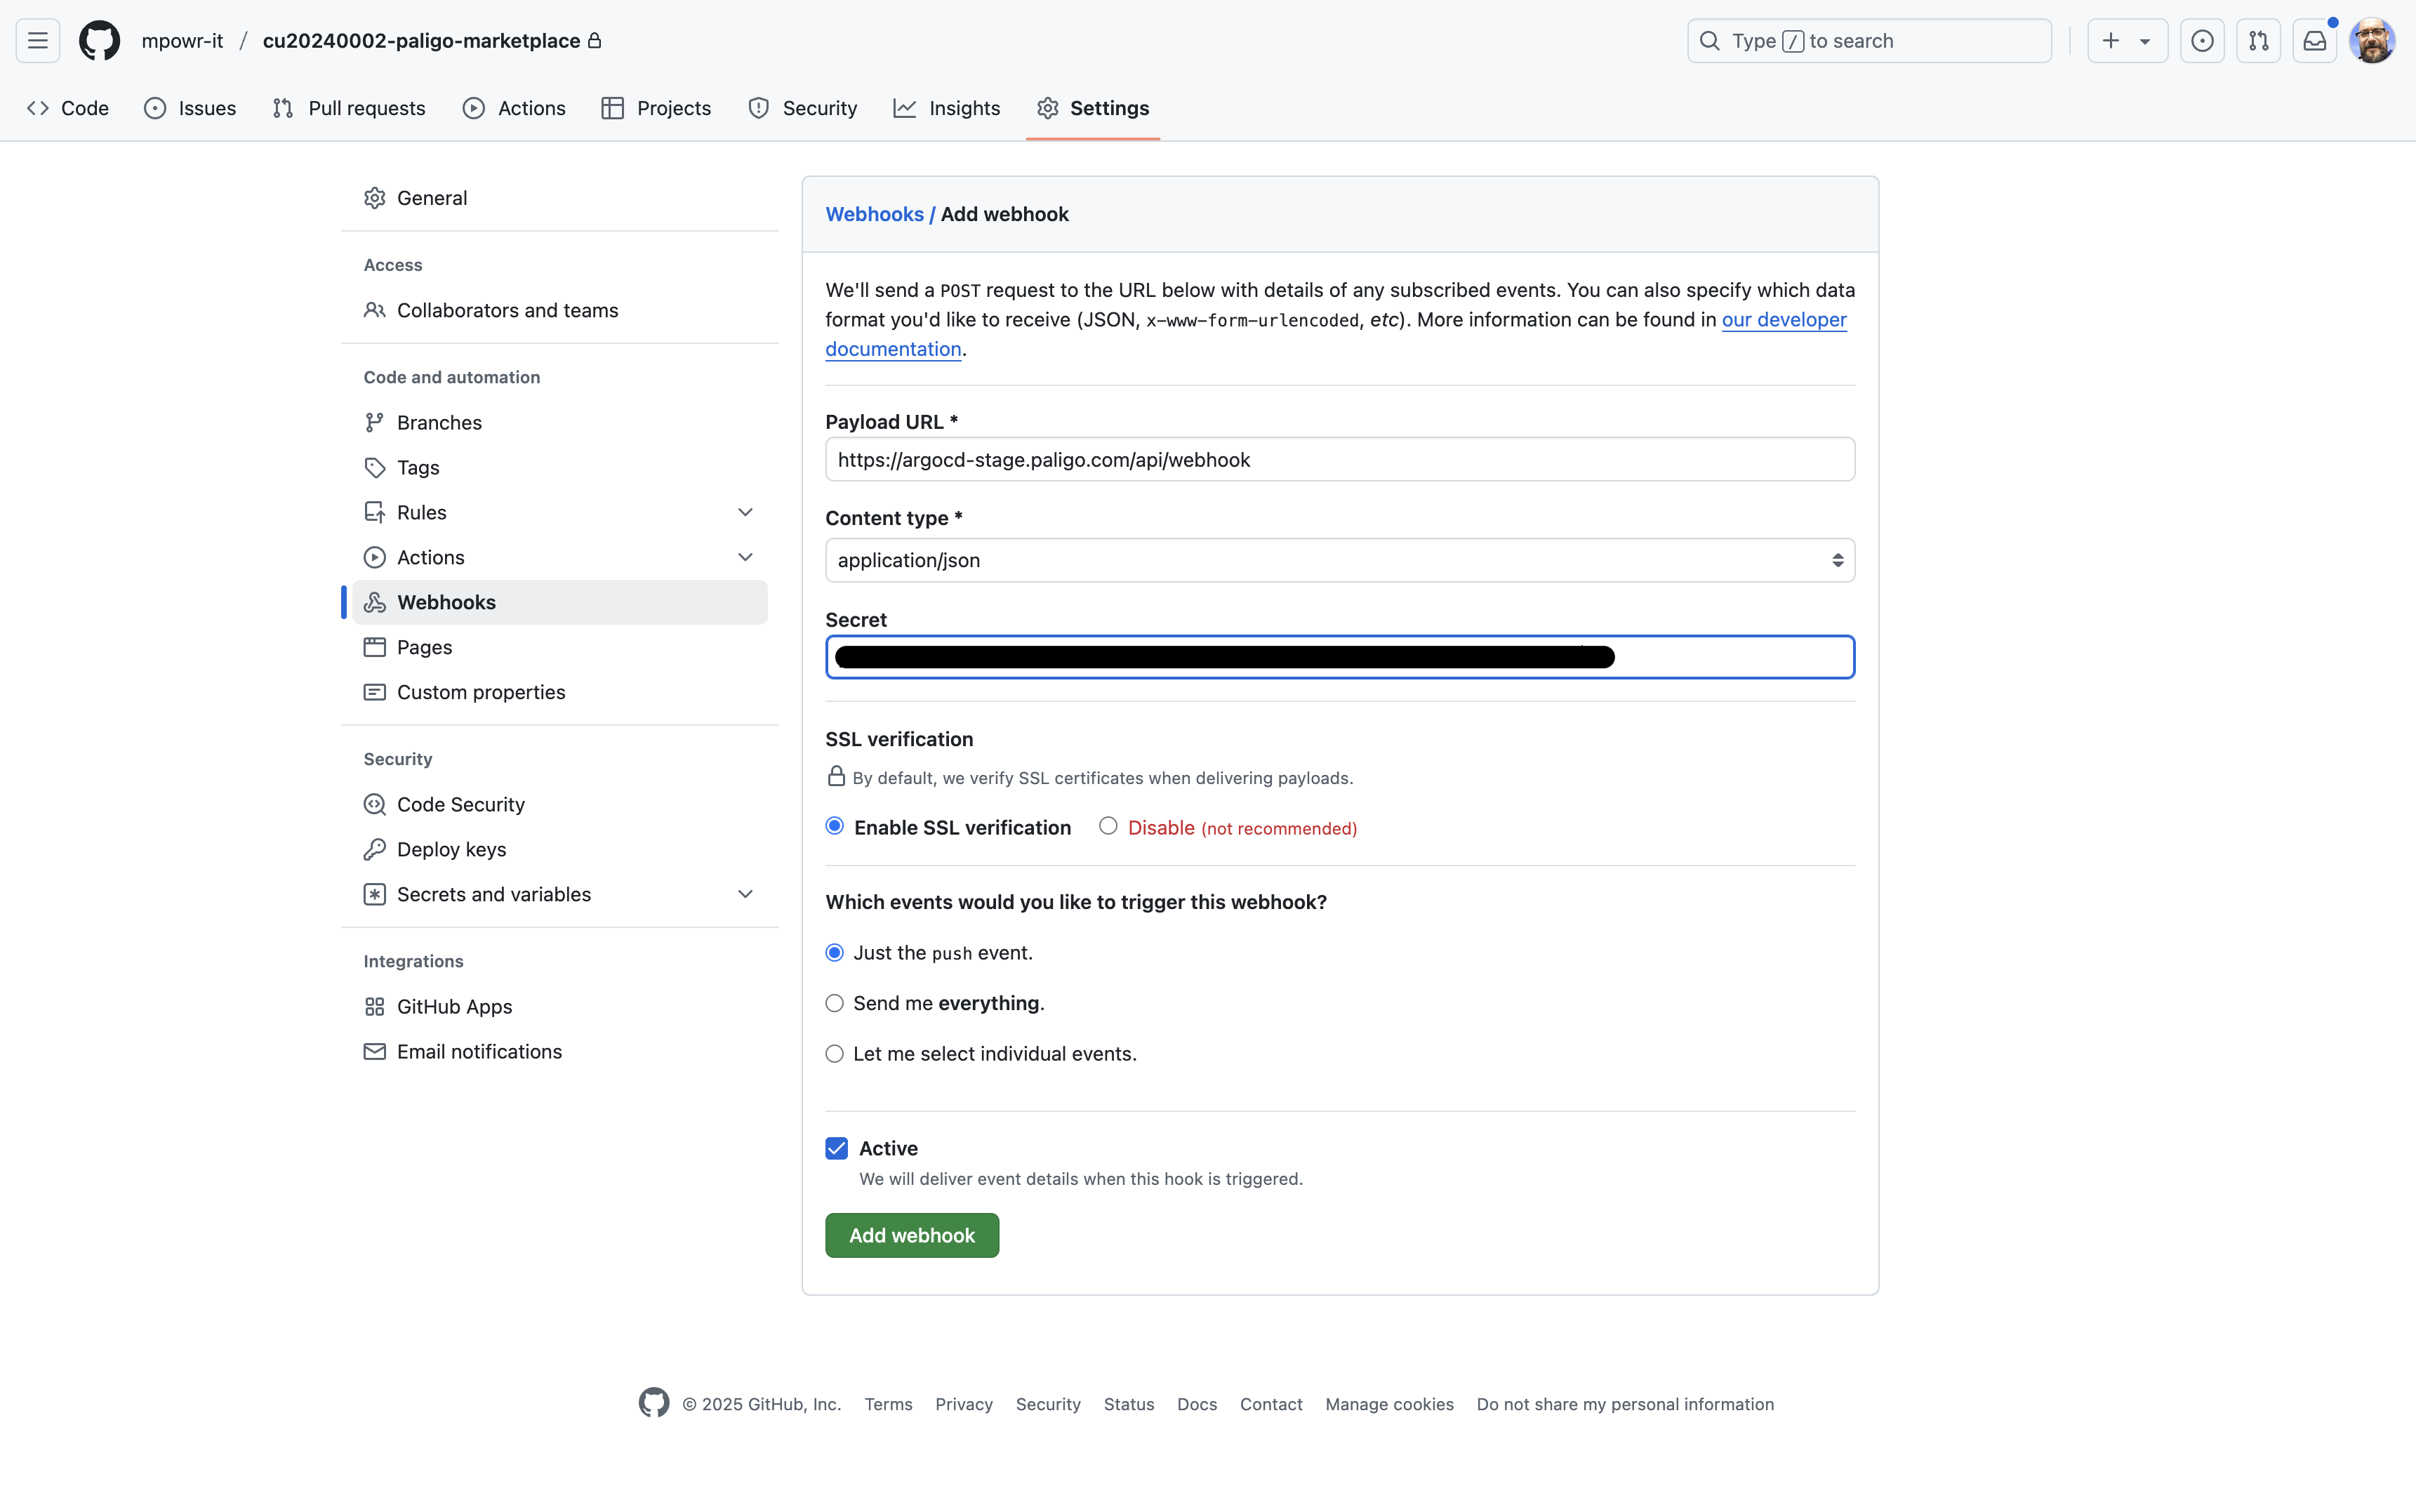 mpowr-it / cu20240002-paligo-marketplace
Type / to search
Code
Issues
Pull requests
Actions
Projects
Security
Insights
Settings
General
Access
Collaborators and teams
Code and automation
Branches
Tags
Rules
Actions
Webhooks
Pages
Custom properties
Security
Code Security
Deploy keys
Secrets and variables
Integrations
GitHub Apps
Email notifications
Webhooks / Add webhook
We'll send a POST request to the URL below with details of any subscribed events. You can also specify which data
format you'd like to receive (JSON, x-www-form-urlencoded, etc). More information can be found in our developer
documentation.
Payload URL *
https://argocd-stage.paligo.com/api/webhook
Content type *
application/json
Secret
SSL verification
By default, we verify SSL certificates when delivering payloads.
Enable SSL verification
Disable (not recommended)
Which events would you like to trigger this webhook?
Just the push event.
Send me everything.
Let me select individual events.
Active
We will deliver event details when this hook is triggered.
Add webhook
© 2025 GitHub, Inc.
Terms
Privacy
Security
Status
Docs
Contact
Manage cookies
Do not share my personal information